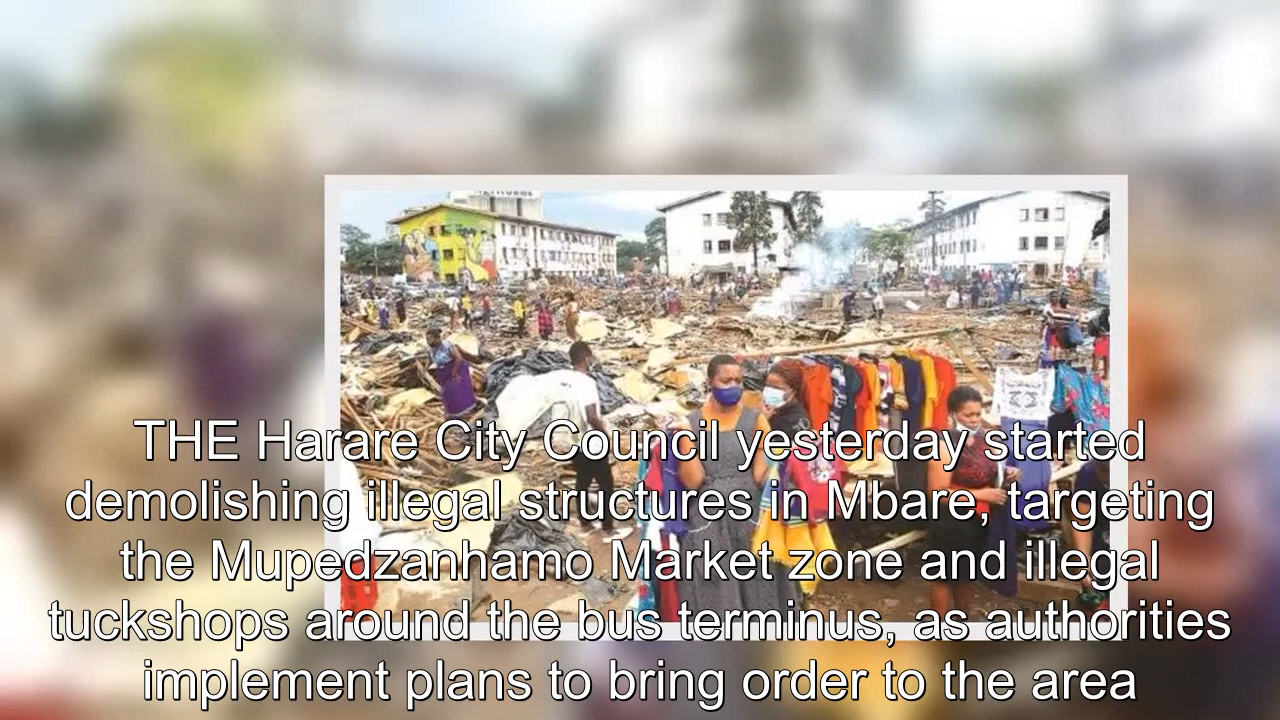 THE Harare City Council yesterday started
demolishing illegal structures in Mbare, targeting
the Mupedzanhamo Market zone and illegal
tuckshops around the bus terminus, as authorities
implement plans to bring order to the area